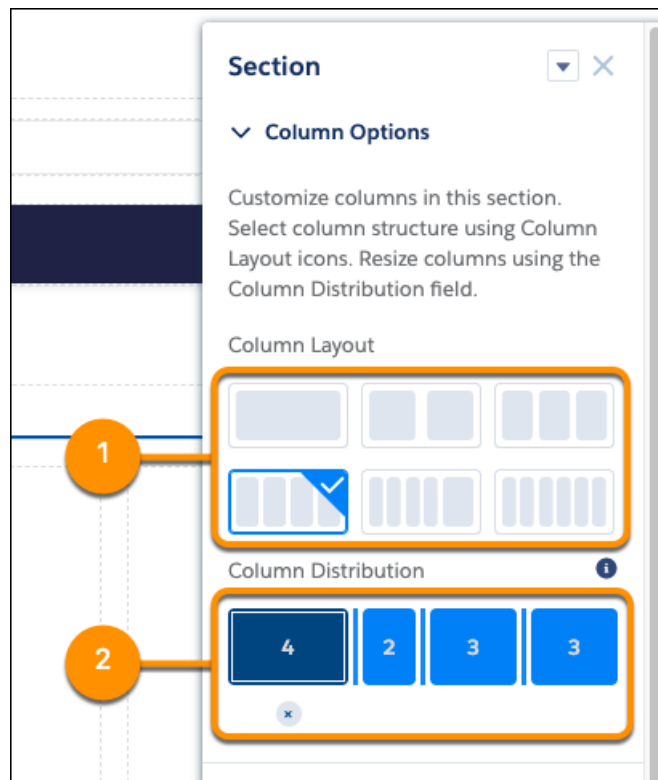 Section
Column Options
Customize columns in this section.
Select column structure using Column
Layout icons. Resize columns using the
Column Distribution field.
Column Layout
1
Column Distribution
2
4 2 3 3